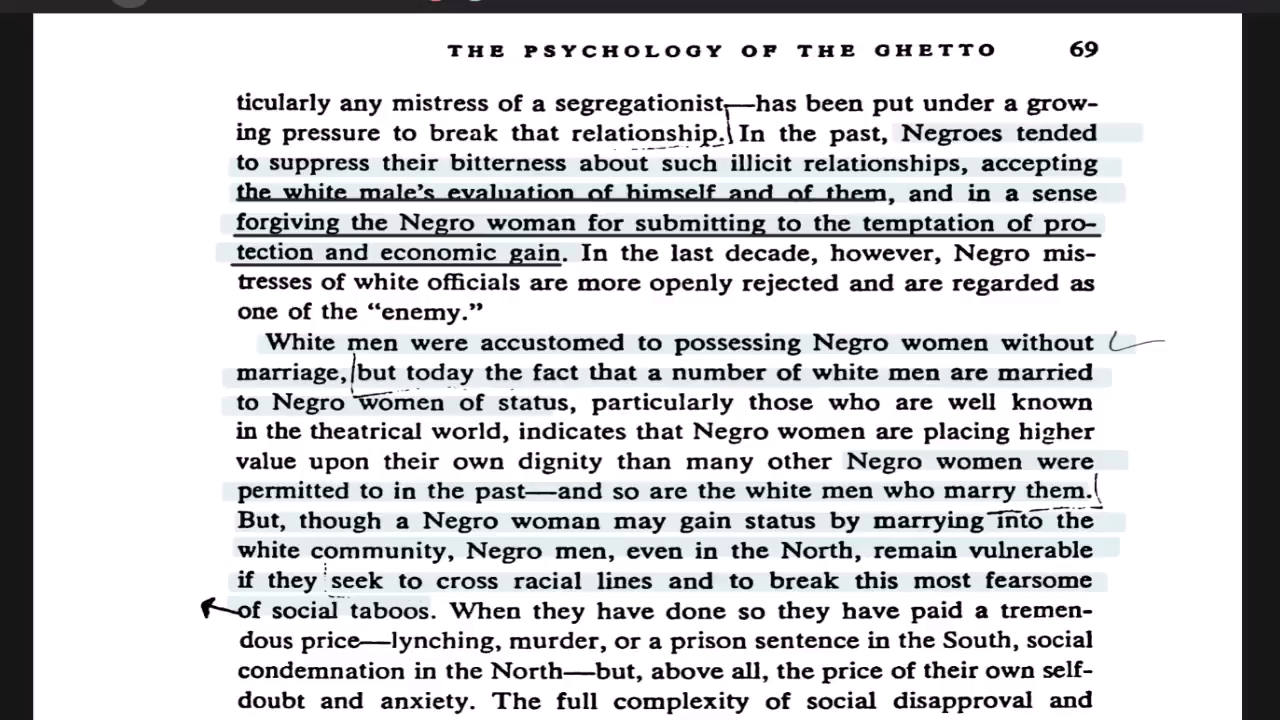 THE PSYCHOLOGY OF THE GHETTO 69
ticularly any mistress of a segregationist—has been put under a grow-
ing pressure to break that relationship. In the past, Negroes tended
to suppress their bitterness about such illicit relationships, accepting
the white male's evaluation of himself and of them, and in a sense
forgiving the Negro woman for submitting to the temptation of pro-
tection and economic gain. In the last decade, however, Negro mis-
tresses of white officials are more openly rejected and are regarded as
one of the “enemy.”
White men were accustomed to possessing Negro women without
marriage, but today the fact that a number of white men are married
to Negro women of status, particularly those who are well known
in the theatrical world, indicates that Negro women are placing higher
value upon their own dignity than many other Negro women were
permitted to in the past—and so are the white men who marry them.
But, though a Negro woman may gain status by marrying into the
white community, Negro men, even in the North, remain vulnerable
if they seek to cross racial lines and to break this most fearsome
of social taboos. When they have done so they have paid a tremen-
dous price—lynching, murder, or a prison sentence in the South, social
condemnation in the North—but, above all, the price of their own self-
doubt and anxiety. The full complexity of social disapproval and